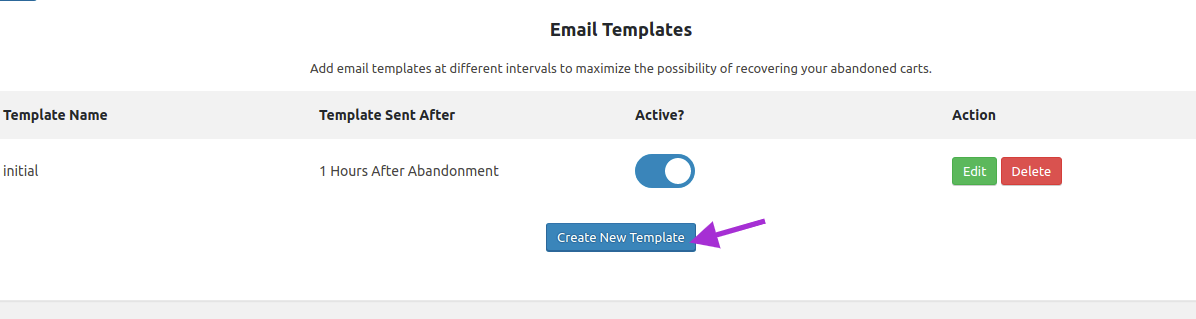 Email Templates
Add email templates at different intervals to maximize the possibility of recovering your abandoned carts.
Template Name Template Sent After Active? Action
initial 1 Hours After Abandonment Edit Delete
Create New Template